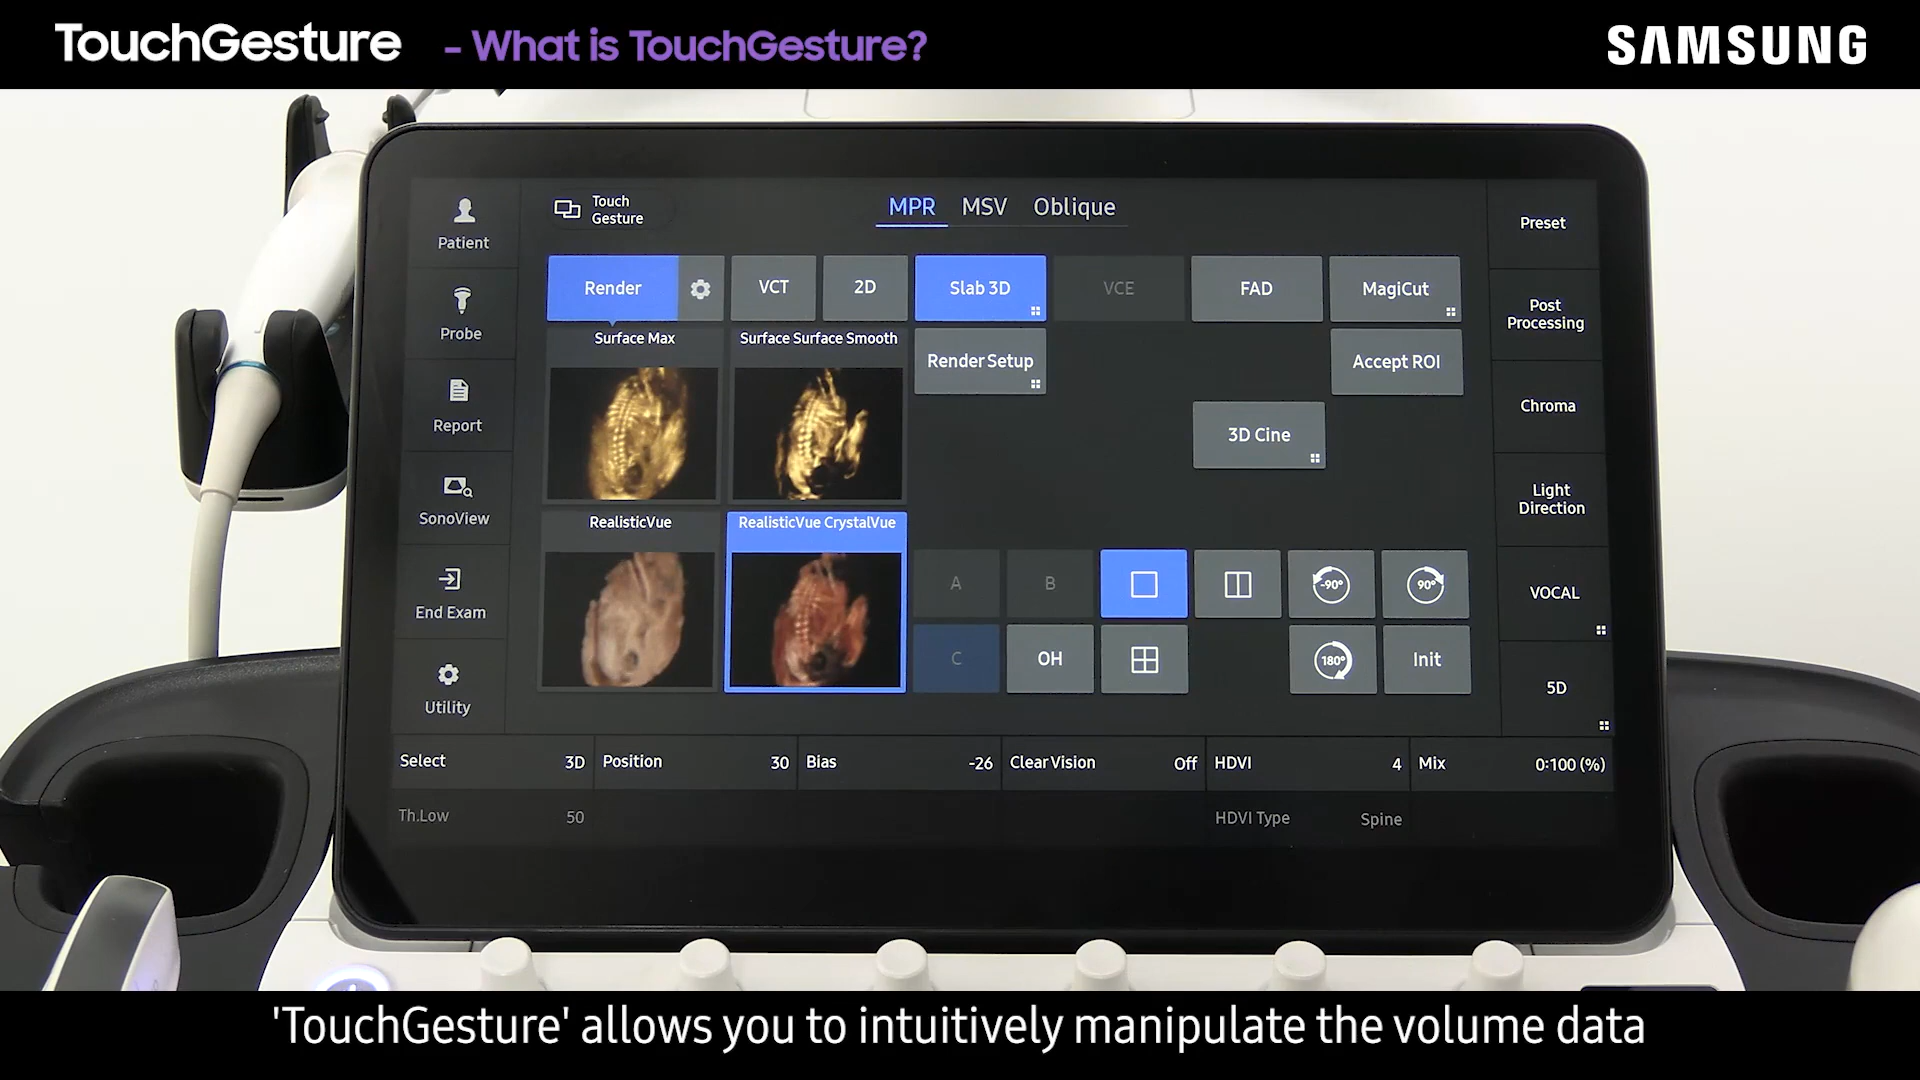 TouchGesture - What is TouchGesture?
SAMSUNG
Touch
Gesture
MPR MSV Oblique
Patient
Probe
Report
SonoView
End Exam
Utility
Render VCT 2D Slab 3D VCE FAD MagiCut
Surface Max Surface Surface Smooth
Render Setup
Accept ROI
3D Cine
RealisticVue RealisticVue CrystalVue
A B -90° 90°
C OH 180° Init
Preset
Post
Processing
Chroma
Light
Direction
VOCAL
5D
Select 3D Position 30 Bias -26 ClearVision Off HDVI 4 Mix 0:100 (%)
Th.Low 50 HDVI Type Spine
'TouchGesture' allows you to intuitively manipulate the volume data